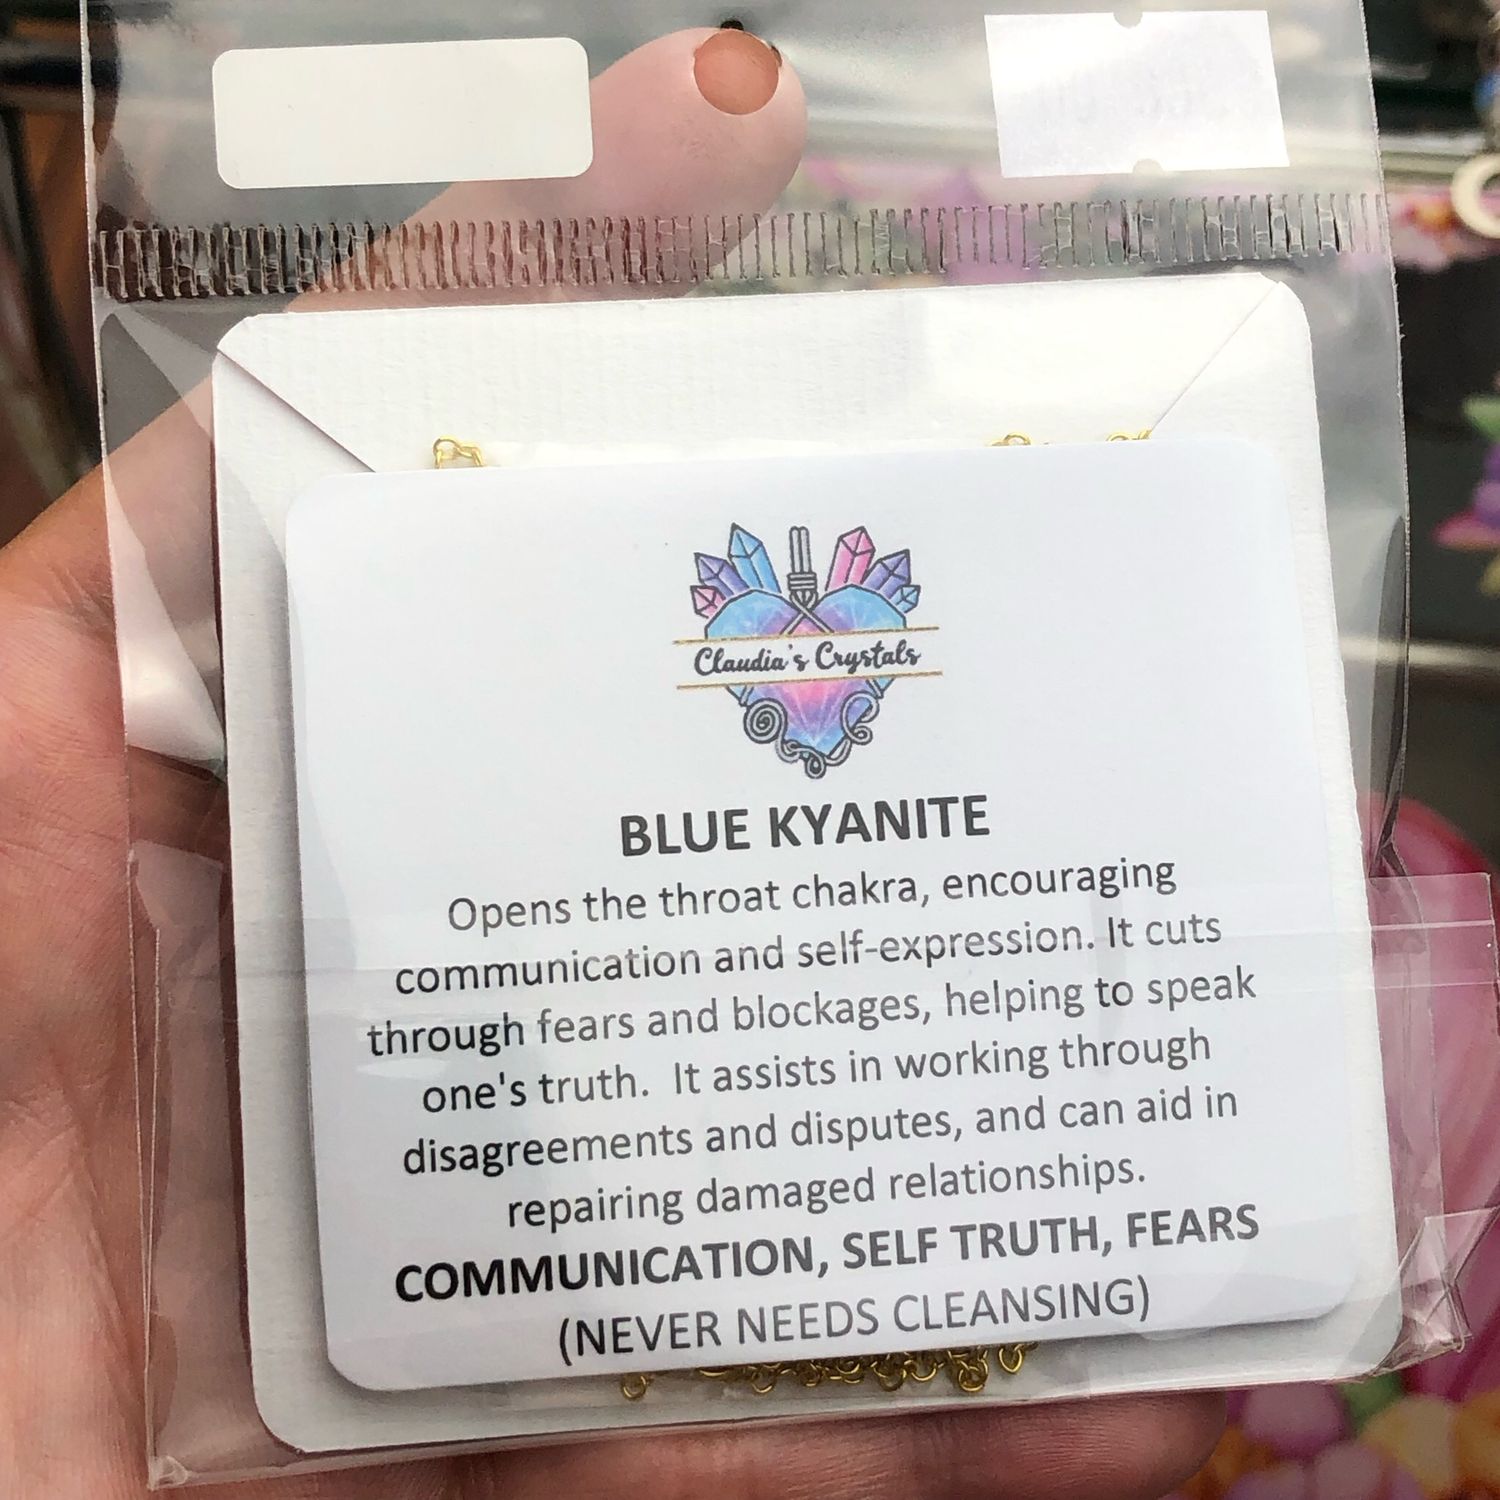 Claudia's Crystals
BLUE KYANITE
Opens the throat chakra, encouraging
communication and self-expression. It cuts
through fears and blockages, helping to speak
one's truth.  It assists in working through
disagreements and disputes, and can aid in
repairing damaged relationships.
COMMUNICATION, SELF TRUTH, FEARS
(NEVER NEEDS CLEANSING)